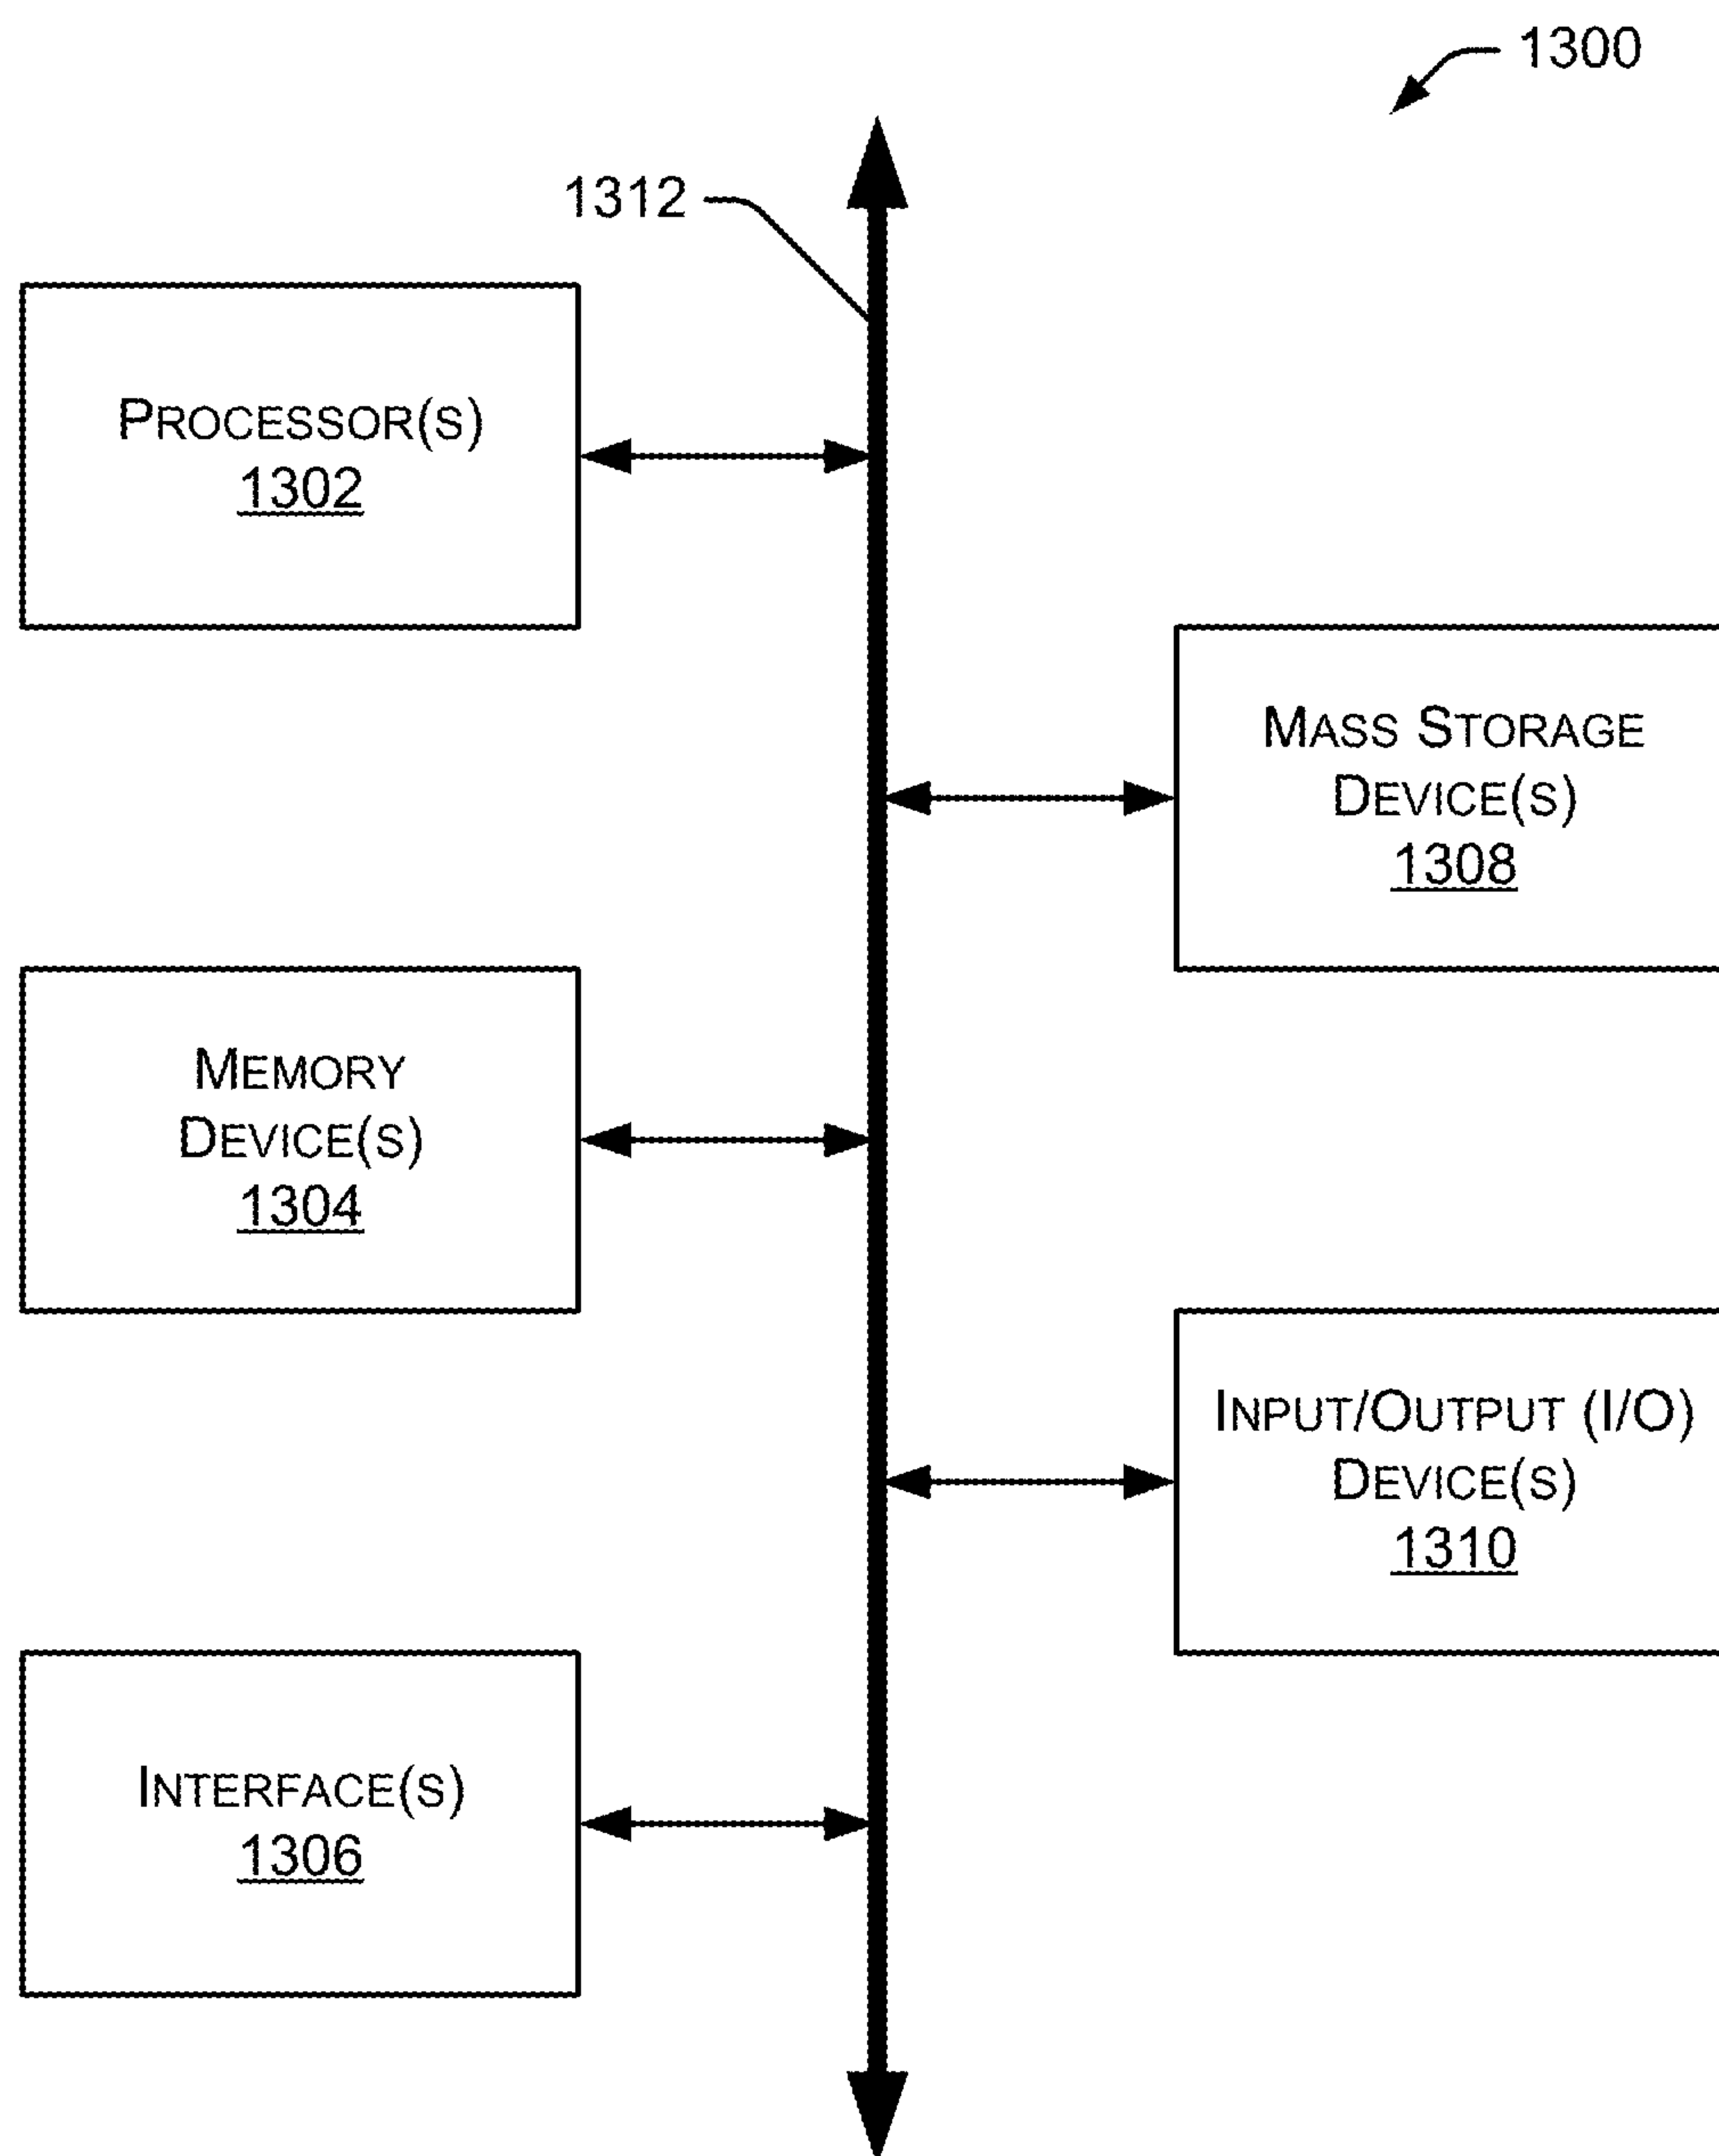 1300
1312
PROCESSOR(S)
1302
MASS STORAGE
DEVICE(S)
1308
MEMORY
DEVICE(S)
1304
INPUT/OUTPUT (I/O)
DEVICE(S)
1310
INTERFACE(S)
1306